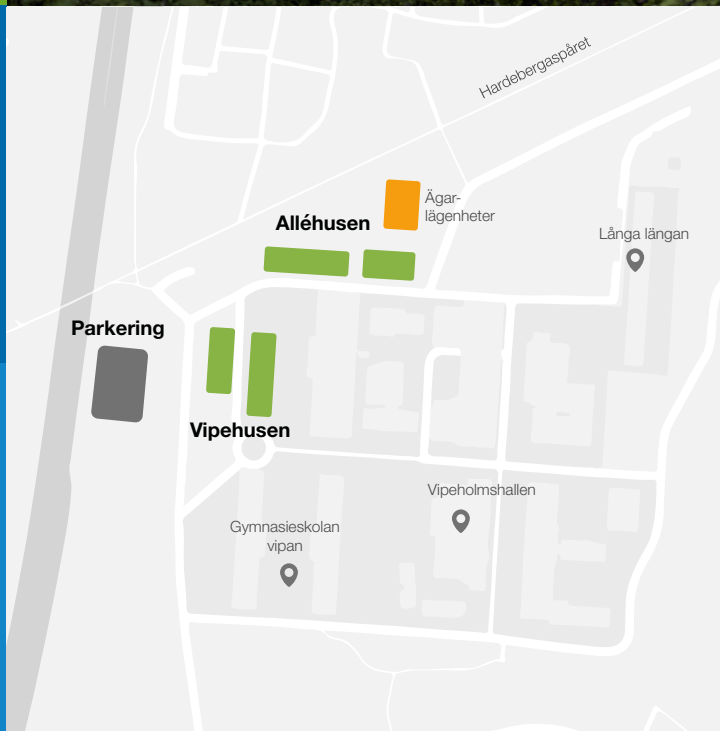 Hardebergaspåret
Ägar-
lägenheter
Alléhusen
Långa längan
Parkering
Vipehusen
Vipeholmshallen
Gymnasieskolan
vipan